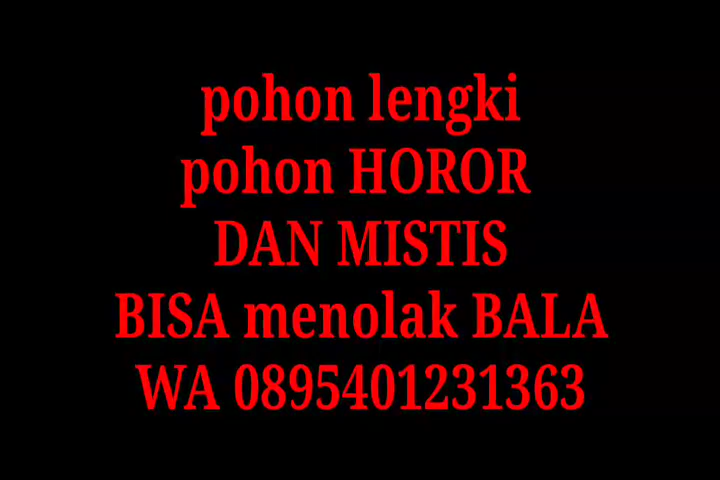 pohon lengki
pohon HOROR
DAN MISTIS
BISA menolak BALA
WA 0895401231363